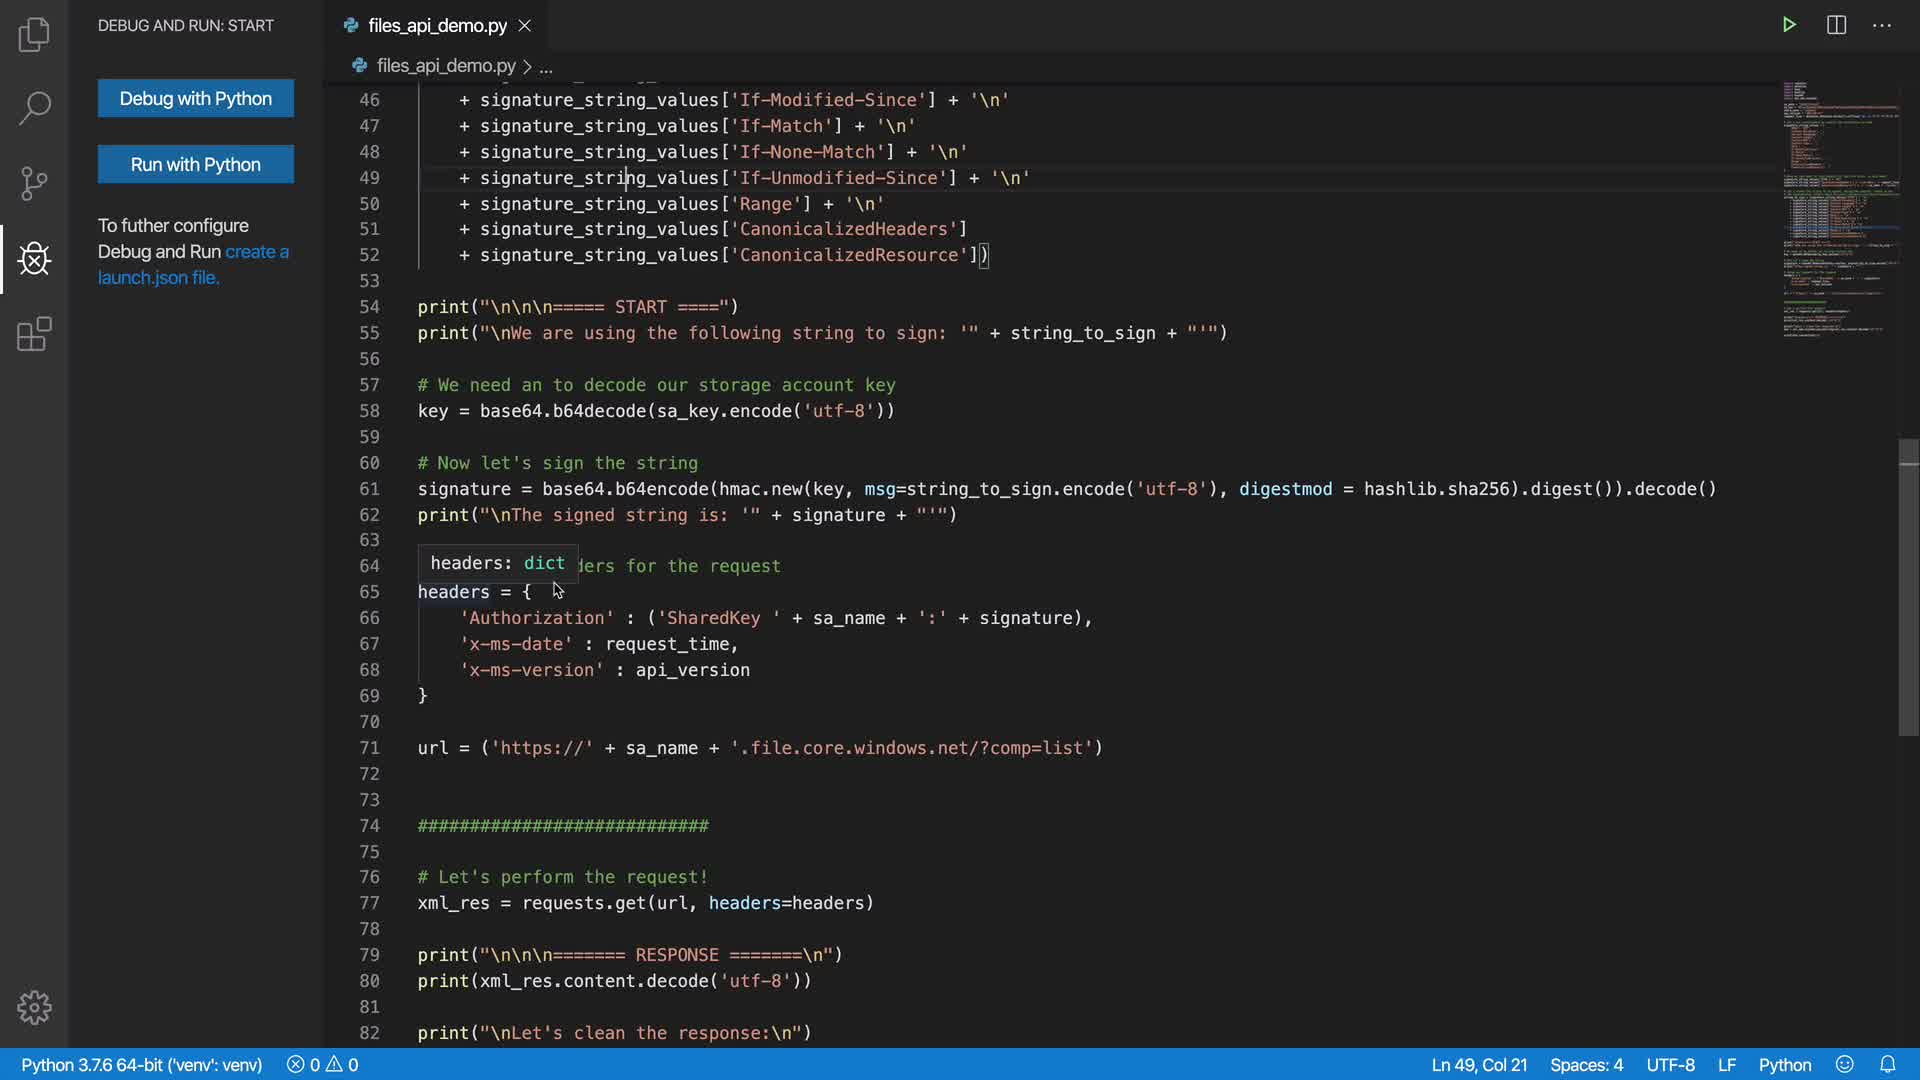 DEBUG AND RUN: START
Debug with Python
Run with Python
To futher configure
Debug and Run create a
launch.json file.
files_api_demo.py
files_api_demo.py > ...
46 + signature_string_values['If-Modified-Since'] + '\n'
47 + signature_string_values['If-Match'] + '\n'
48 + signature_string_values['If-None-Match'] + '\n'
49 + signature_string_values['If-Unmodified-Since'] + '\n'
50 + signature_string_values['Range'] + '\n'
51 + signature_string_values['CanonicalizedHeaders']
52 + signature_string_values['CanonicalizedResource'])
53
54 print("\n\n\n===== START ====")
55 print("\nWe are using the following string to sign: '" + string_to_sign + "'")
56
57 # We need an to decode our storage account key
58 key = base64.b64decode(sa_key.encode('utf-8'))
59
60 # Now let's sign the string
61 signature = base64.b64encode(hmac.new(key, msg=string_to_sign.encode('utf-8'), digestmod = hashlib.sha256).digest()).decode()
62 print("\nThe signed string is: '" + signature + "'")
63
headers: dict
64 ders for the request
65 headers = {
66 'Authorization' : ('SharedKey ' + sa_name + ':' + signature),
67 'x-ms-date' : request_time,
68 'x-ms-version' : api_version
69 }
70
71 url = ('https://' + sa_name + '.file.core.windows.net/?comp=list')
72
73
74 ############################
75
76 # Let's perform the request!
77 xml_res = requests.get(url, headers=headers)
78
79 print("\n\n\n======= RESPONSE =======\n")
80 print(xml_res.content.decode('utf-8'))
81
82 print("\nLet's clean the response:\n")
Python 3.7.6 64-bit ('venv': venv) 0 0 Ln 49, Col 21 Spaces: 4 UTF-8 LF Python